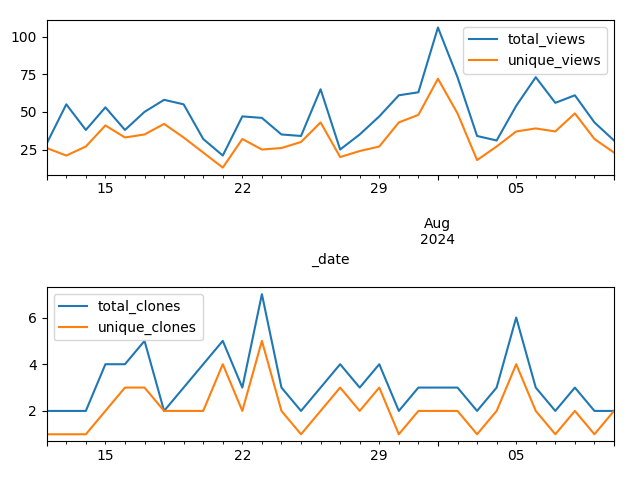 100
75
50
25
total_views
unique_views
15
22
29
05
Aug
2024
_date
6
4
2
total_clones
unique_clones
15
22
29
05